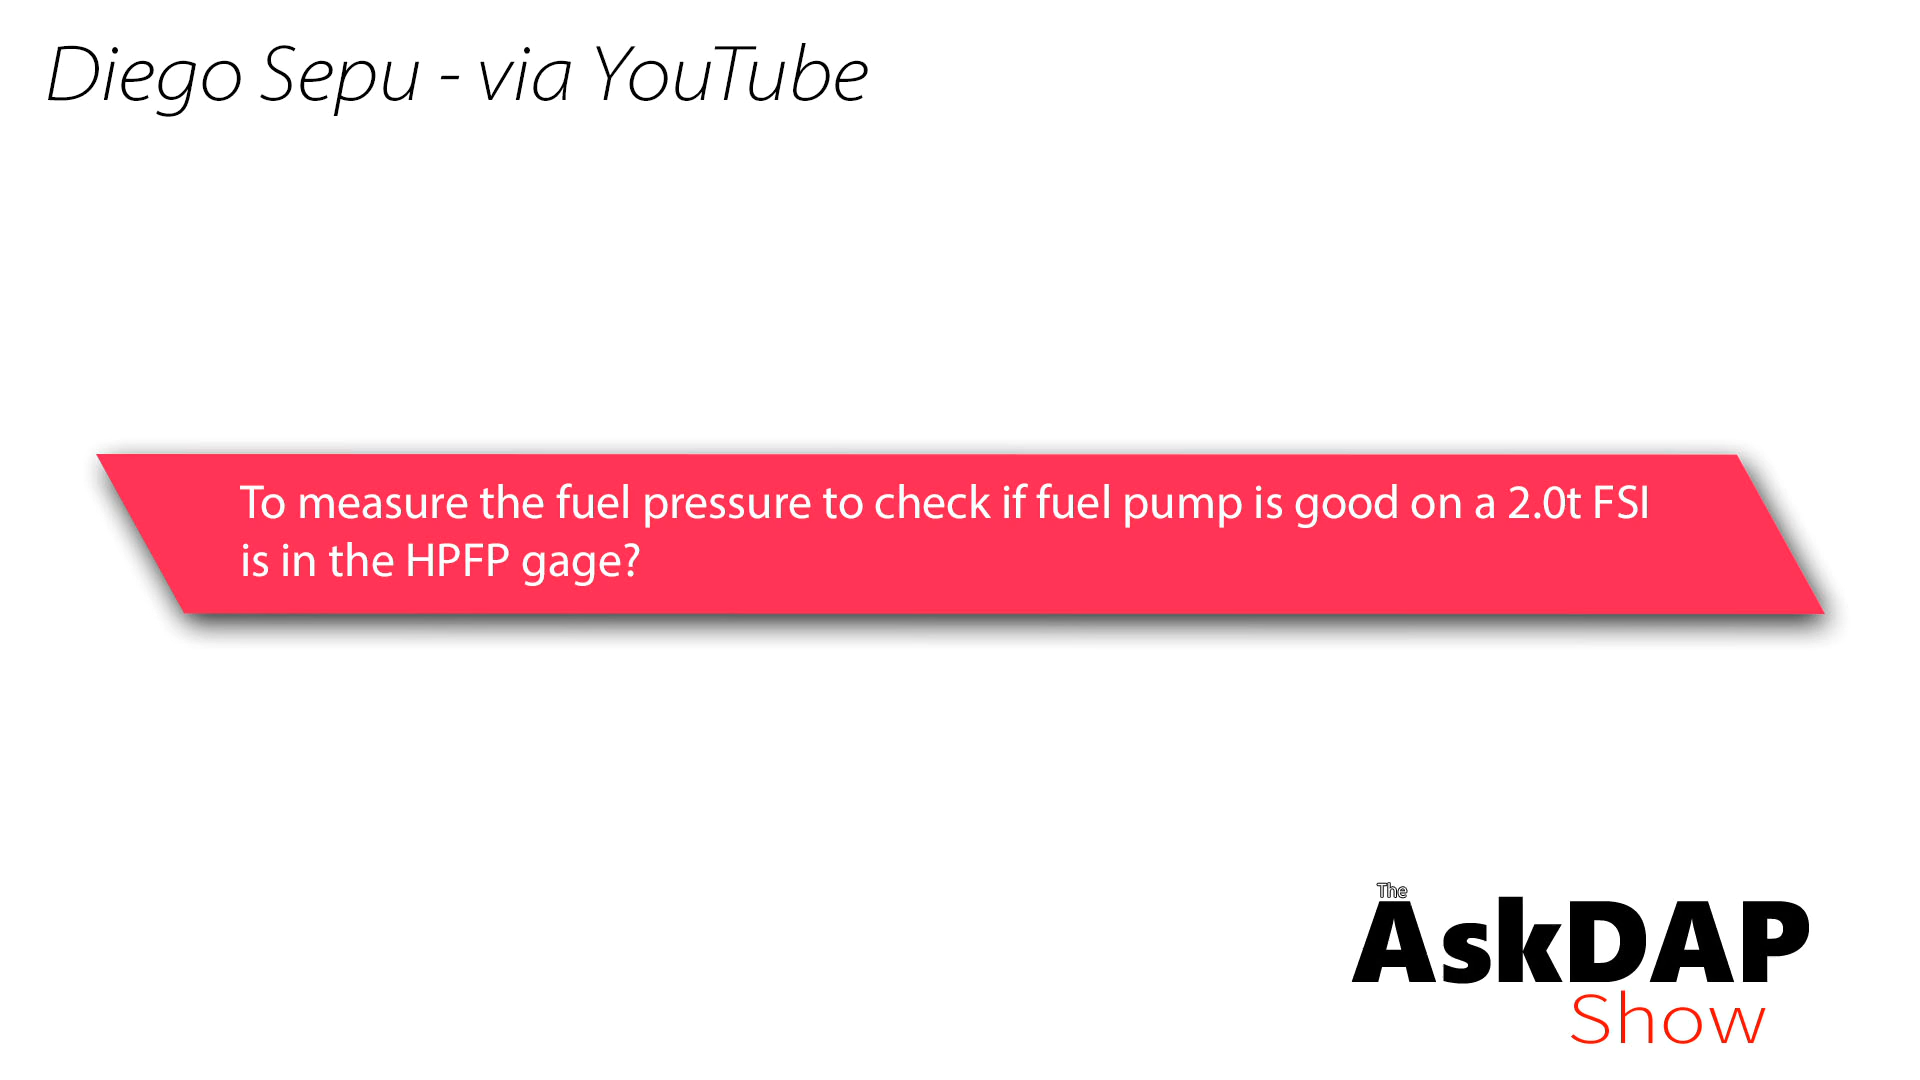 Diego Sepu - via YouTube
To measure the fuel pressure to check if fuel pump is good on a 2.0t FSI
is in the HPFP gage?
The
AskDAP
Show